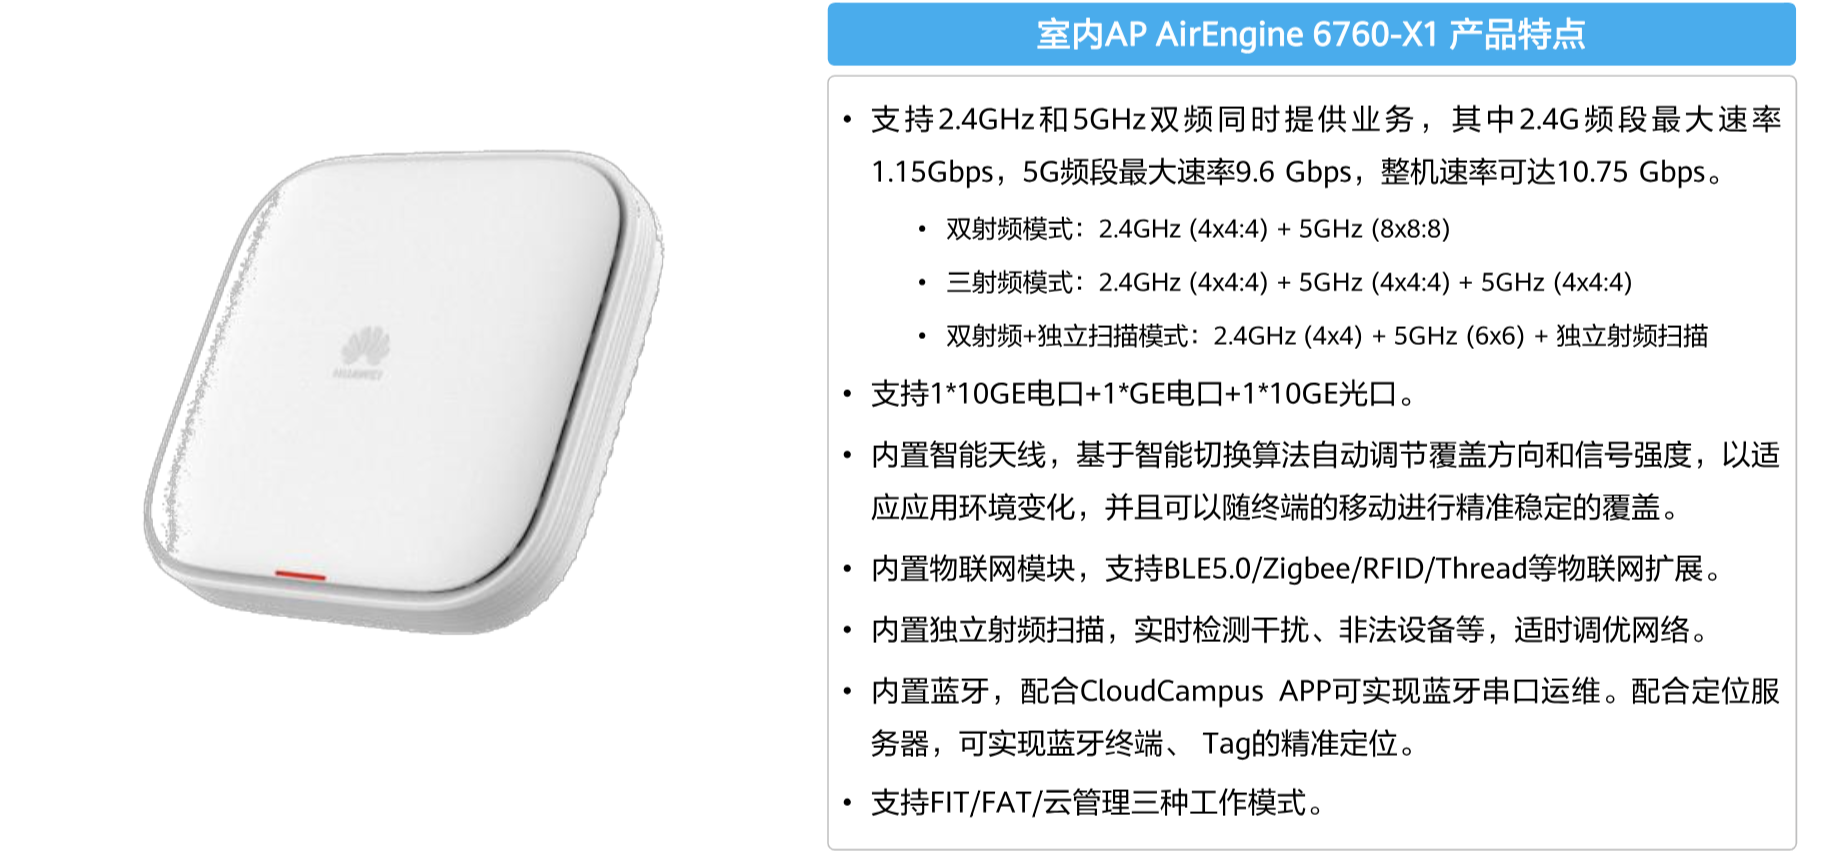 HUAWEI
室内AP AirEngine 6760-X1 产品特点
• 支持2.4GHz和5GHz双频同时提供业务，其中2.4G频段最大速率
1.15Gbps，5G频段最大速率9.6 Gbps，整机速率可达10.75 Gbps。
• 双射频模式：2.4GHz (4x4:4) + 5GHz (8x8:8)
• 三射频模式：2.4GHz (4x4:4) + 5GHz (4x4:4) + 5GHz (4x4:4)
• 双射频+独立扫描模式：2.4GHz (4x4) + 5GHz (6x6) + 独立射频扫描
• 支持1*10GE电口+1*GE电口+1*10GE光口。
• 内置智能天线，基于智能切换算法自动调节覆盖方向和信号强度，以适
应应用环境变化，并且可以随终端的移动进行精准稳定的覆盖。
• 内置物联网模块，支持BLE5.0/Zigbee/RFID/Thread等物联网扩展。
• 内置独立射频扫描，实时检测干扰、非法设备等，适时调优网络。
• 内置蓝牙，配合CloudCampus APP可实现蓝牙串口运维。配合定位服
务器，可实现蓝牙终端、 Tag的精准定位。
• 支持FIT/FAT/云管理三种工作模式。